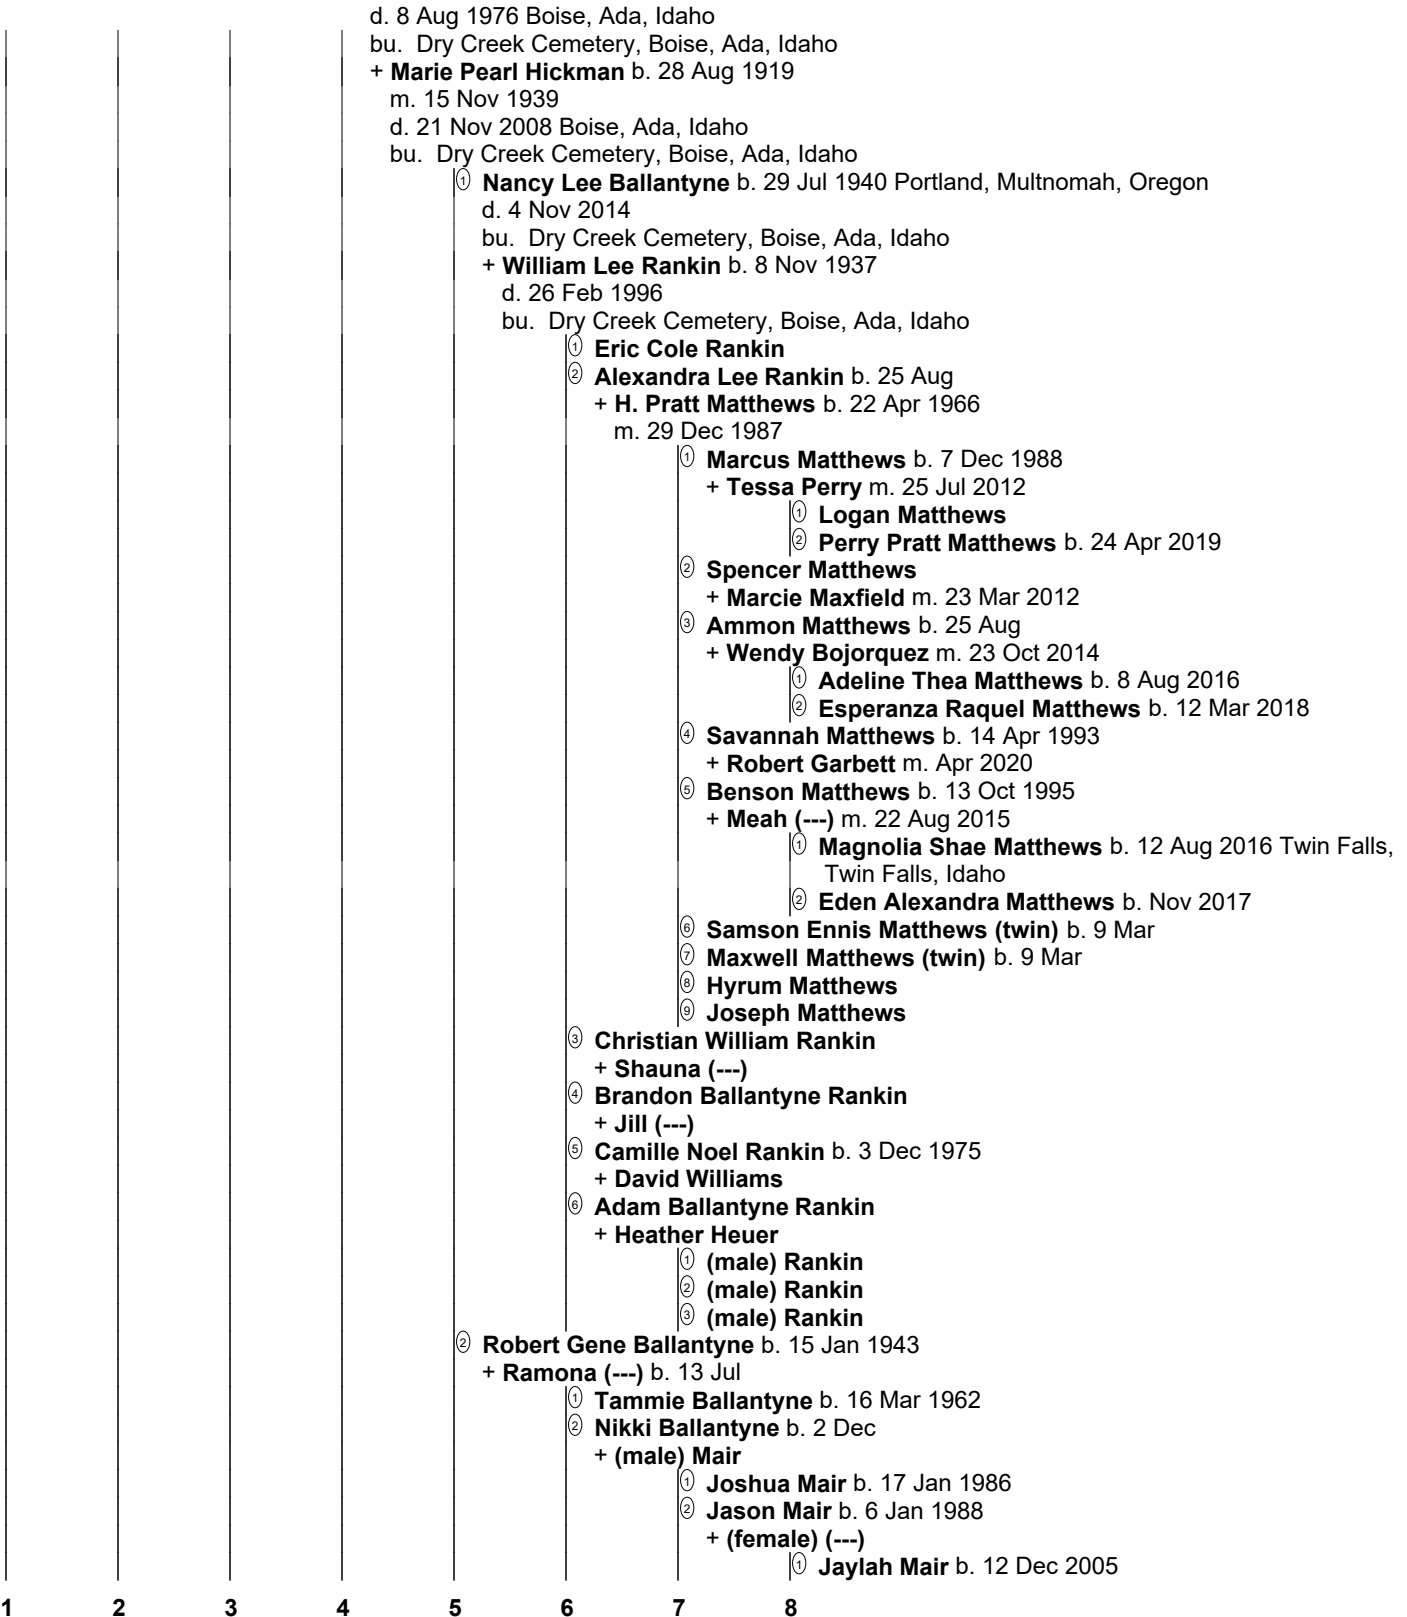 d. 8 Aug 1976 Boise, Ada, Idaho
bu. Dry Creek Cemetery, Boise, Ada, Idaho
+ Marie Pearl Hickman b. 28 Aug 1919
m. 15 Nov 1939
d. 21 Nov 2008 Boise, Ada, Idaho
bu. Dry Creek Cemetery, Boise, Ada, Idaho
① Nancy Lee Ballantyne b. 29 Jul 1940 Portland, Multnomah, Oregon
d. 4 Nov 2014
bu. Dry Creek Cemetery, Boise, Ada, Idaho
+ William Lee Rankin b. 8 Nov 1937
d. 26 Feb 1996
bu. Dry Creek Cemetery, Boise, Ada, Idaho
① Eric Cole Rankin
② Alexandra Lee Rankin b. 25 Aug
+ H. Pratt Matthews b. 22 Apr 1966
m. 29 Dec 1987
① Marcus Matthews b. 7 Dec 1988
+ Tessa Perry m. 25 Jul 2012
① Logan Matthews
② Perry Pratt Matthews b. 24 Apr 2019
② Spencer Matthews
+ Marcie Maxfield m. 23 Mar 2012
③ Ammon Matthews b. 25 Aug
+ Wendy Bojorquez m. 23 Oct 2014
① Adeline Thea Matthews b. 8 Aug 2016
② Esperanza Raquel Matthews b. 12 Mar 2018
④ Savannah Matthews b. 14 Apr 1993
+ Robert Garbett m. Apr 2020
⑤ Benson Matthews b. 13 Oct 1995
+ Meah (---) m. 22 Aug 2015
① Magnolia Shae Matthews b. 12 Aug 2016 Twin Falls,
Twin Falls, Idaho
② Eden Alexandra Matthews b. Nov 2017
⑥ Samson Ennis Matthews (twin) b. 9 Mar
⑦ Maxwell Matthews (twin) b. 9 Mar
⑧ Hyrum Matthews
⑨ Joseph Matthews
③ Christian William Rankin
+ Shauna (---)
④ Brandon Ballantyne Rankin
+ Jill (---)
⑤ Camille Noel Rankin b. 3 Dec 1975
+ David Williams
⑥ Adam Ballantyne Rankin
+ Heather Heuer
① (male) Rankin
② (male) Rankin
③ (male) Rankin
② Robert Gene Ballantyne b. 15 Jan 1943
+ Ramona (---) b. 13 Jul
① Tammie Ballantyne b. 16 Mar 1962
② Nikki Ballantyne b. 2 Dec
+ (male) Mair
① Joshua Mair b. 17 Jan 1986
② Jason Mair b. 6 Jan 1988
+ (female) (---)
① Jaylah Mair b. 12 Dec 2005
1 2 3 4 5 6 7 8